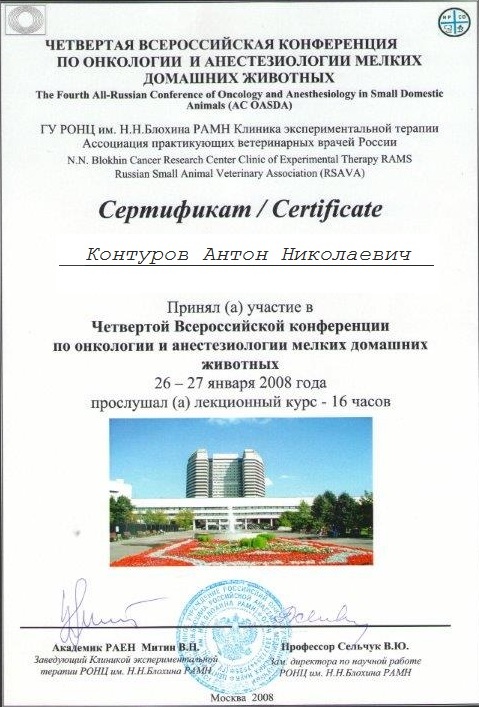 ЧЕТВЕРТАЯ ВСЕРОССИЙСКАЯ КОНФЕРЕНЦИЯ
ПО ОНКОЛОГИИ И АНЕСТЕЗИОЛОГИИ МЕЛКИХ
ДОМАШНИХ ЖИВОТНЫХ
The Fourth All-Russian Conference of Oncology and Anesthesiology in Small Domestic
Animals (AC OASDA)
ГУ РОНЦ им. Н.Н.Блохина РАМН Клиника экспериментальной терапии
Ассоциация практикующих ветеринарных врачей России
N.N. Blokhin Cancer Research Center Clinic of Experimental Therapy RAMS
Russian Small Animal Veterinary Association (RSAVA)
Сертификат / Certificate
Контуров Антон Николаевич
Принял (а) участие в
Четвертой Всероссийской конференции
по онкологии и анестезиологии мелких домашних
животных
26 – 27 января 2008 года
прослушал (а) лекционный курс - 16 часов
Академик РАЕН Митин В.Н.
Заведующий Клиникой экспериментальной
терапии РОНЦ им. Н.Н.Блохина РАМН
Профессор Сельчук В.Ю.
Зам. директора по научной работе
РОНЦ им. Н.Н.Блохина РАМН
Москва 2008